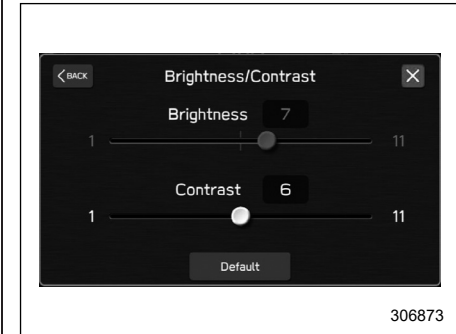 BACK
Brightness/Contrast
Brightness 7
1 11
Contrast 6
1 11
Default
306873